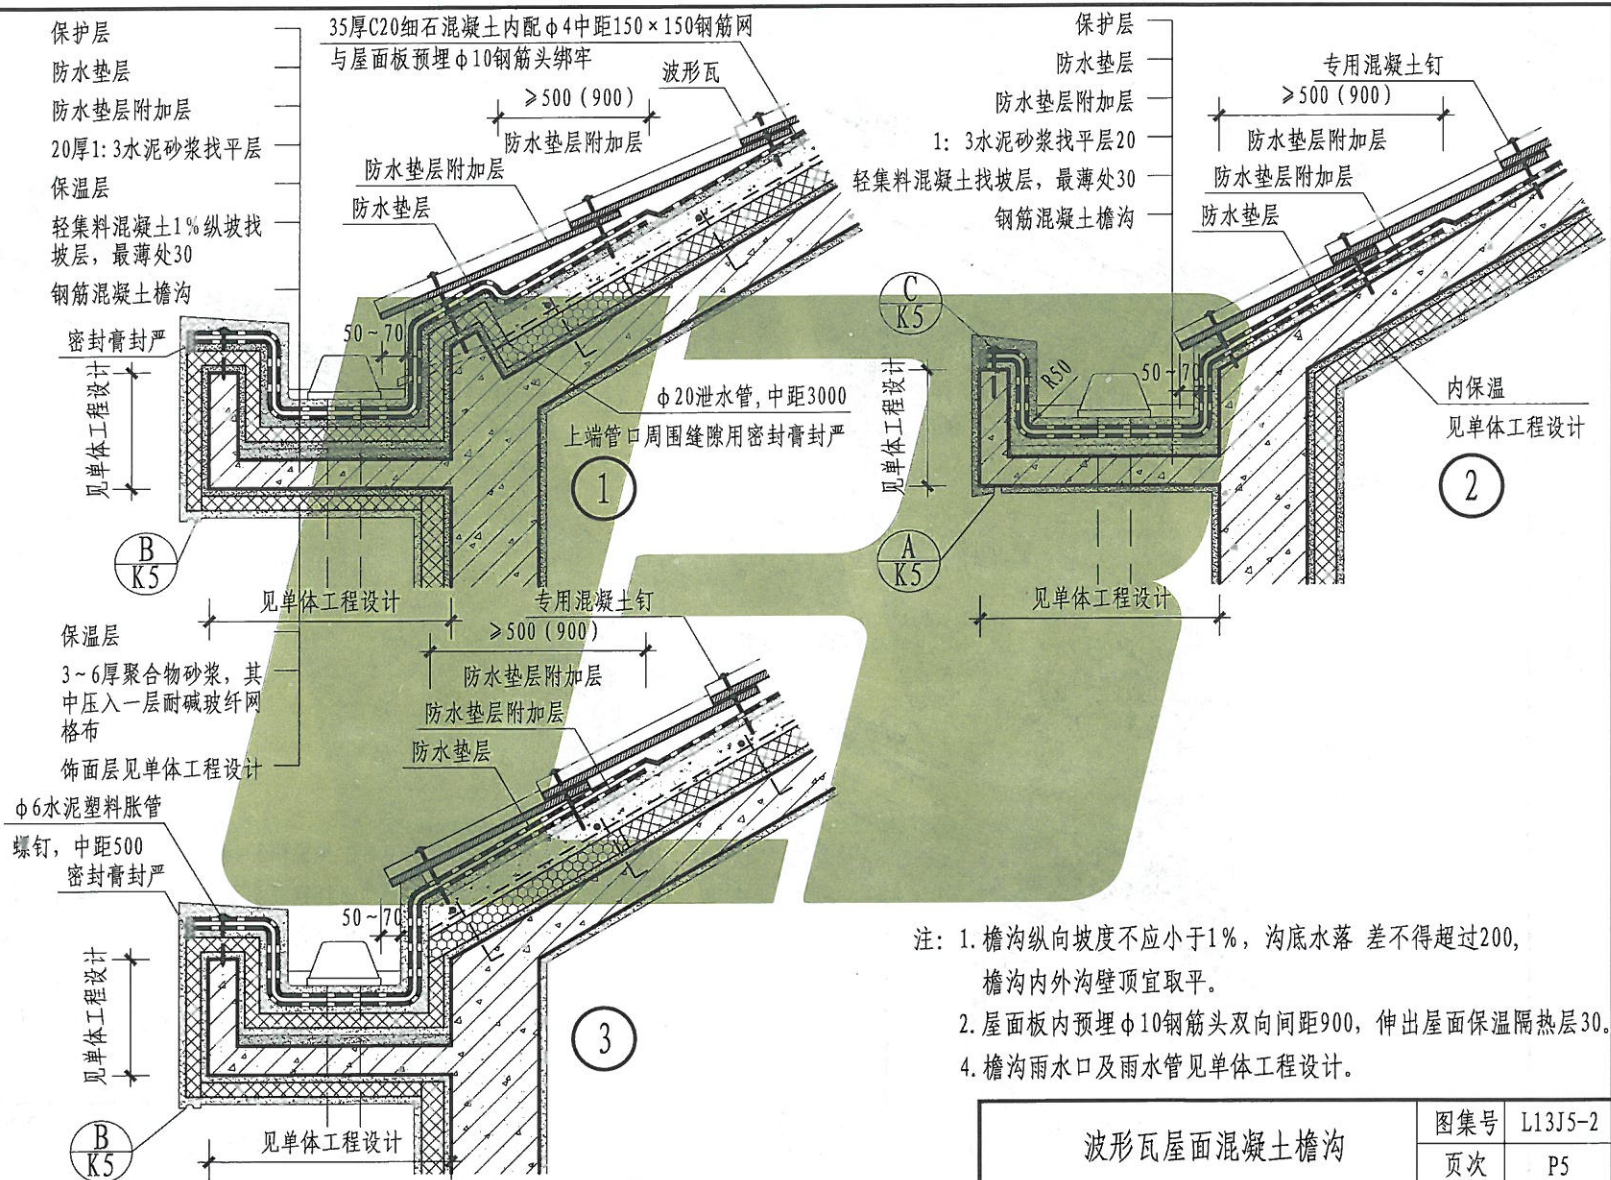 保护层
防水垫层
防水垫层附加层
20厚1:3水泥砂浆找平层
保温层
轻集料混凝土1%纵坡找
坡层，最薄处30
钢筋混凝土檐沟
密封膏封严
35厚C20细石混凝土内配φ4中距150×150钢筋网
与屋面板预埋φ10钢筋头绑牢
波形瓦
≥500（900）
防水垫层附加层
防水垫层附加层
防水垫层
50~70
φ20泄水管，中距3000
上端管口周围缝隙用密封膏封严
见单体工程设计
1
B
K5
见单体工程设计
保温层
3~6厚聚合物砂浆，其
中压入一层耐碱玻纤网
格布
饰面层见单体工程设计
保护层
防水垫层
防水垫层附加层
1：3水泥砂浆找平层20
轻集料混凝土找坡层，最薄处30
钢筋混凝土檐沟
专用混凝土钉
≥500（900）
防水垫层附加层
防水垫层附加层
防水垫层
C
K5
R50
50~70
内保温
见单体工程设计
见单体工程设计
2
A
K5
见单体工程设计
专用混凝土钉
≥500（900）
防水垫层附加层
防水垫层附加层
防水垫层
φ6水泥塑料胀管
螺钉，中距500
密封膏封严
50~70
见单体工程设计
3
B
K5
见单体工程设计
注：1.檐沟纵向坡度不应小于1%，沟底水落 差不得超过200，
檐沟内外沟壁顶宜取平。
2.屋面板内预埋φ10钢筋头双向间距900，伸出屋面保温隔热层30。
4.檐沟雨水口及雨水管见单体工程设计。
波形瓦屋面混凝土檐沟
图集号 L13J5-2
页次 P5